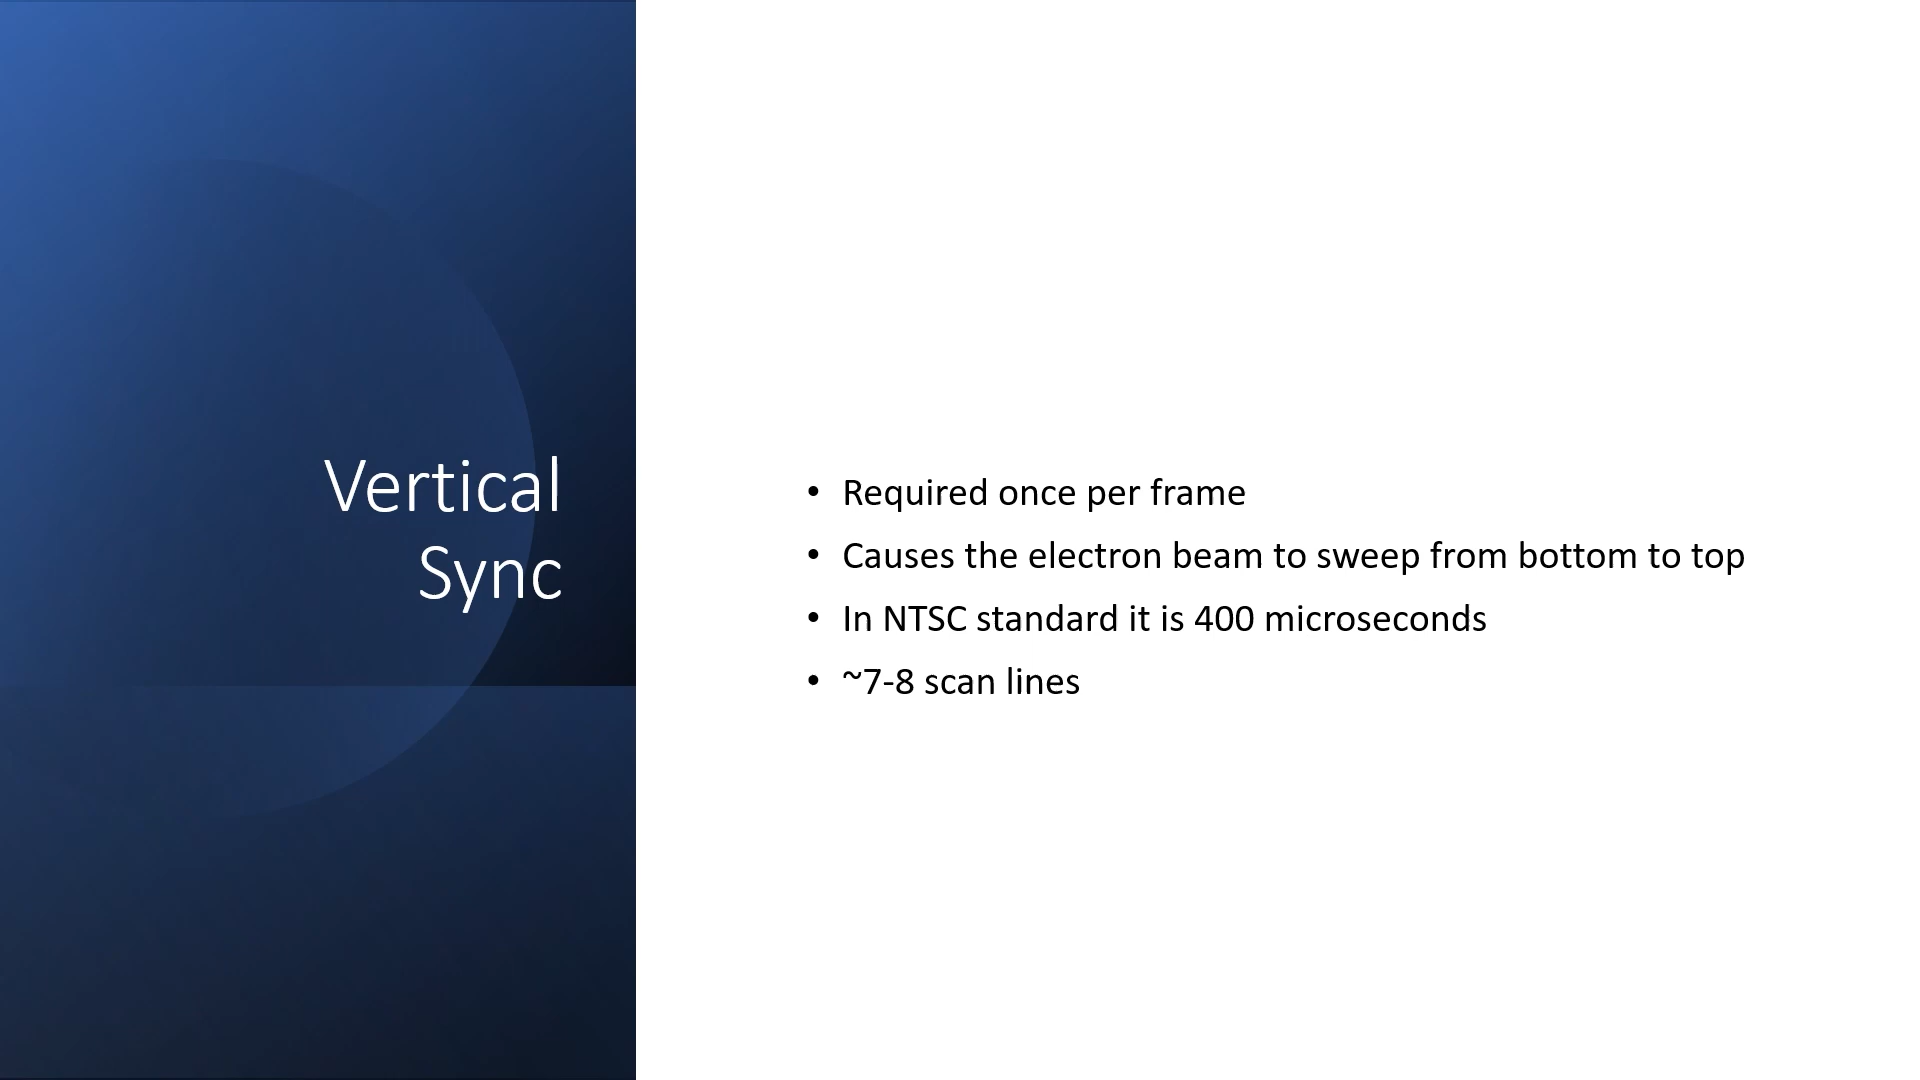 Vertical
Sync
• Required once per frame
• Causes the electron beam to sweep from bottom to top
• In NTSC standard it is 400 microseconds
• ~7-8 scan lines